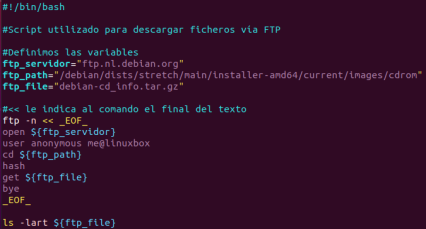 #!/bin/bash
#Script utilizado para descargar ficheros via FTP
#Definimos las variables
ftp_servidor="ftp.nl.debian.org"
ftp_path="/debian/dists/stretch/main/installer-amd64/current/images/cdrom"
ftp_file="debian-cd_info.tar.gz"
#<< le indica al comando el final del texto
ftp -n << _EOF_
open ${ftp_servidor}
user anonymous me@linuxbox
cd ${ftp_path}
hash
get ${ftp_file}
bye
_EOF_
ls -lart ${ftp_file}